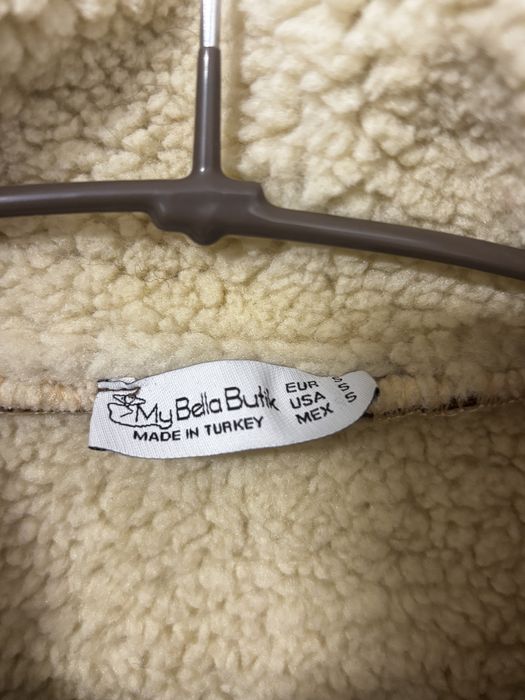 My Bella Butik
MADE IN TURKEY
EUR S
USA S
MEX S